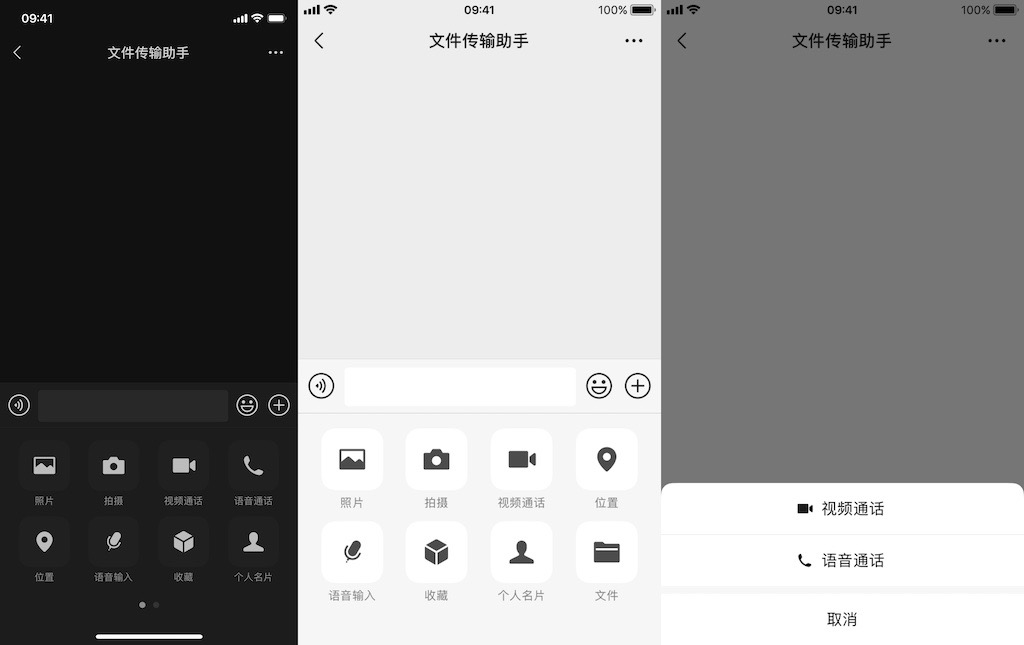 09:41
文件传输助手
照片 拍摄 视频通话 语音通话
位置 语音输入 收藏 个人名片
09:41 100%
文件传输助手
照片 拍摄 视频通话 位置
语音输入 收藏 个人名片 文件
09:41 100%
文件传输助手
视频通话
语音通话
取消